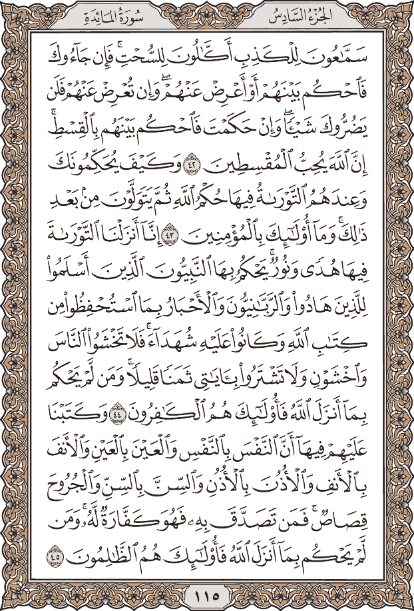 الجُزْءُ السَّادِسُ سُورَةُ المَائِدَةِ
سَمَّٰعُونَ لِلْكَذِبِ أَكَّٰلُونَ لِلسُّحْتِ ۚ فَإِن جَآءُوكَ
فَٱحْكُم بَيْنَهُمْ أَوْ أَعْرِضْ عَنْهُمْ ۖ وَإِن تُعْرِضْ عَنْهُمْ فَلَن
يَضُرُّوكَ شَيْـًٔا ۖ وَإِنْ حَكَمْتَ فَٱحْكُم بَيْنَهُم بِٱلْقِسْطِ ۚ
إِنَّ ٱللَّهَ يُحِبُّ ٱلْمُقْسِطِينَ ٤٢ وَكَيْفَ يُحَكِّمُونَكَ
وَعِندَهُمُ ٱلتَّوْرَىٰةُ فِيهَا حُكْمُ ٱللَّهِ ثُمَّ يَتَوَلَّوْنَ مِنۢ بَعْدِ
ذَٰلِكَ ۚ وَمَآ أُو۟لَٰٓئِكَ بِٱلْمُؤْمِنِينَ ٤٣ إِنَّآ أَنزَلْنَا ٱلتَّوْرَىٰةَ
فِيهَا هُدًى وَنُورٌ ۚ يَحْكُمُ بِهَا ٱلنَّبِيُّونَ ٱلَّذِينَ أَسْلَمُوا۟
لِلَّذِينَ هَادُوا۟ وَٱلرَّبَّٰنِيُّونَ وَٱلْأَحْبَارُ بِمَا ٱسْتُحْفِظُوا۟ مِن
كِتَٰبِ ٱللَّهِ وَكَانُوا۟ عَلَيْهِ شُهَدَآءَ ۚ فَلَا تَخْشَوُا۟ ٱلنَّاسَ
وَٱخْشَوْنِ وَلَا تَشْتَرُوا۟ بِـَٔايَٰتِى ثَمَنًا قَلِيلًا ۚ وَمَن لَّمْ يَحْكُم
بِمَآ أَنزَلَ ٱللَّهُ فَأُو۟لَٰٓئِكَ هُمُ ٱلْكَٰفِرُونَ ٤٤ وَكَتَبْنَا
عَلَيْهِمْ فِيهَآ أَنَّ ٱلنَّفْسَ بِٱلنَّفْسِ وَٱلْعَيْنَ بِٱلْعَيْنِ وَٱلْأَنفَ
بِٱلْأَنفِ وَٱلْأُذُنَ بِٱلْأُذُنِ وَٱلسِّنَّ بِٱلسِّنِّ وَٱلْجُرُوحَ
قِصَاصٌ ۚ فَمَن تَصَدَّقَ بِهِۦ فَهُوَ كَفَّارَةٌ لَّهُۥ ۚ وَمَن
لَّمْ يَحْكُم بِمَآ أَنزَلَ ٱللَّهُ فَأُو۟لَٰٓئِكَ هُمُ ٱلظَّٰلِمُونَ ٤٥
١١٥